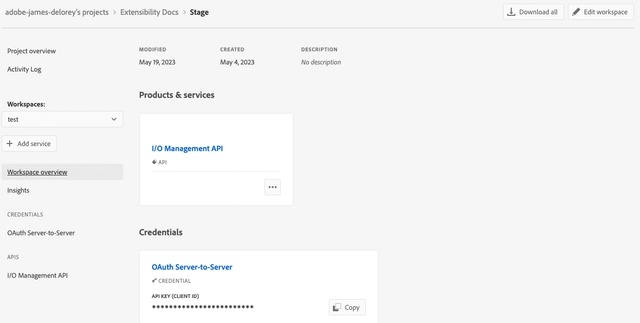 adobe-james-delorey's projects > Extensibility Docs > Stage
Download all
Edit workspace
Project overview
Activity Log
Workspaces:
test
Add service
Workspace overview
Insights
CREDENTIALS
OAuth Server-to-Server
APIS
I/O Management API
MODIFIED
May 19, 2023
CREATED
May 4, 2023
DESCRIPTION
No description
Products & services
I/O Management API
API
Credentials
OAuth Server-to-Server
CREDENTIAL
API KEY (CLIENT ID)
************************
Copy